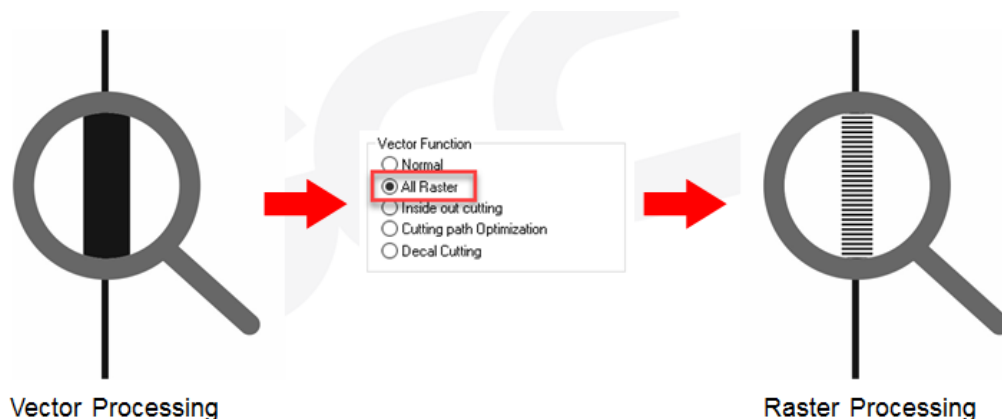 Vector Function
Normal
All Raster
Inside out cutting
Cutting path Optimization
Decal Cutting
Vector Processing
Raster Processing